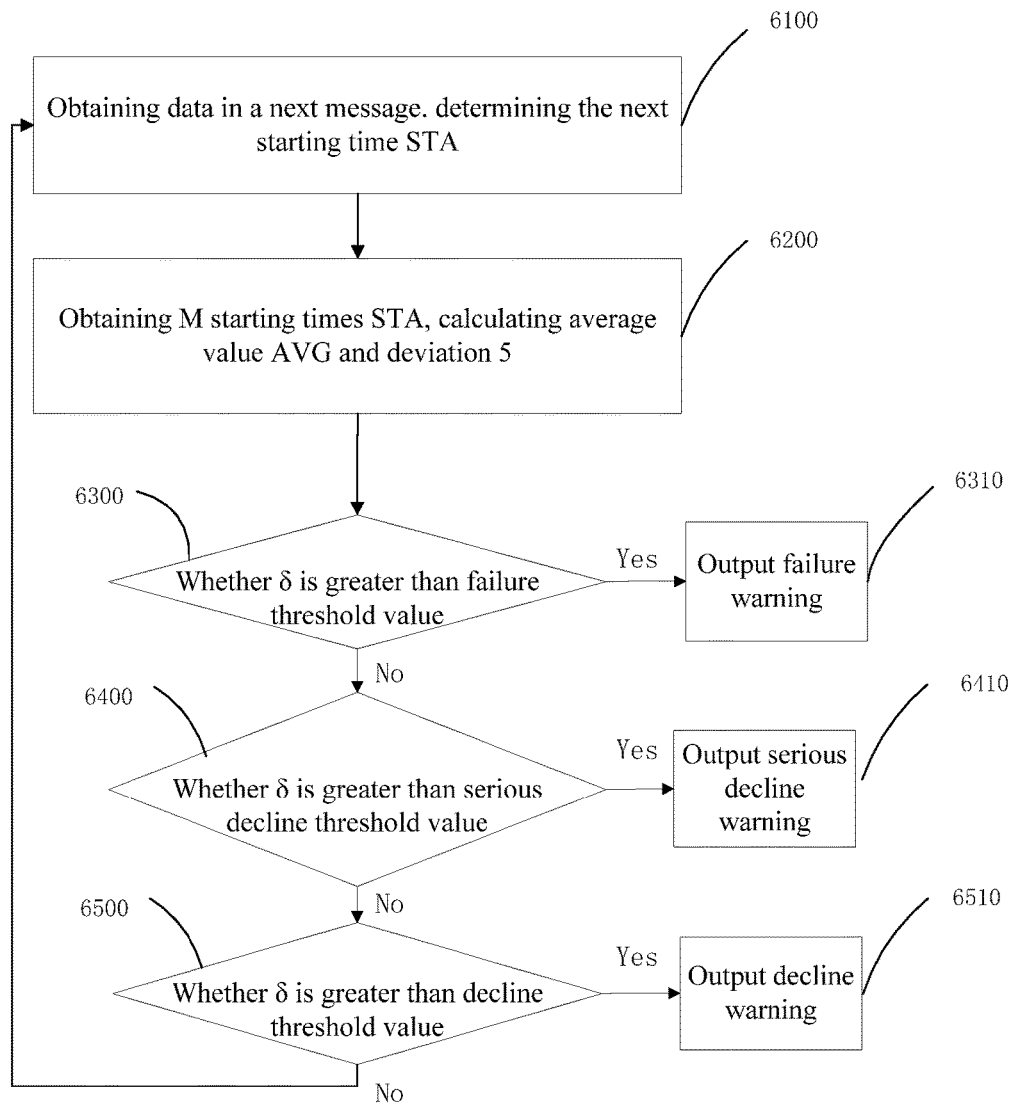 6100
Obtaining data in a next message. determining the next
starting time STA
6200
Obtaining M starting times STA, calculating average
value AVG and deviation 5
6300
Whether δ is greater than failure
threshold value
Yes
6310
Output failure
warning
No
6400
Whether δ is greater than serious
decline threshold value
Yes
6410
Output serious
decline
warning
No
6500
Whether δ is greater than decline
threshold value
Yes
6510
Output decline
warning
No